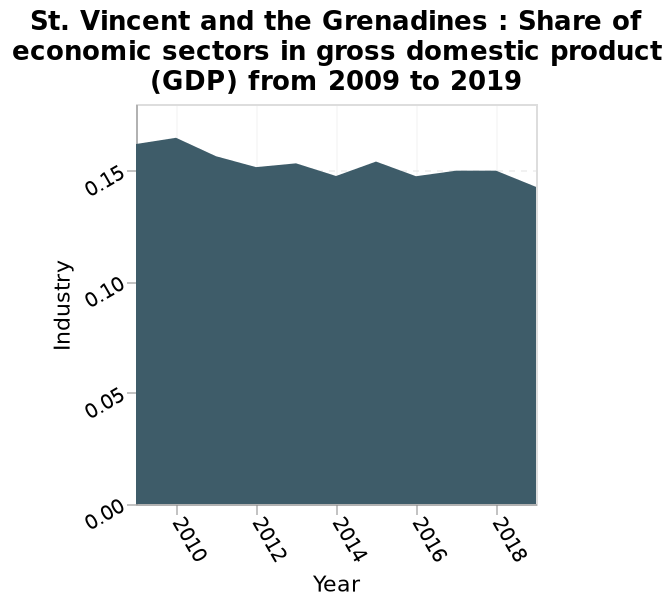 St. Vincent and the Grenadines : Share of
economic sectors in gross domestic product
(GDP) from 2009 to 2019
0.15
0.10
0.05
0.00
Industry
2010
2012
2014
2016
2018
Year